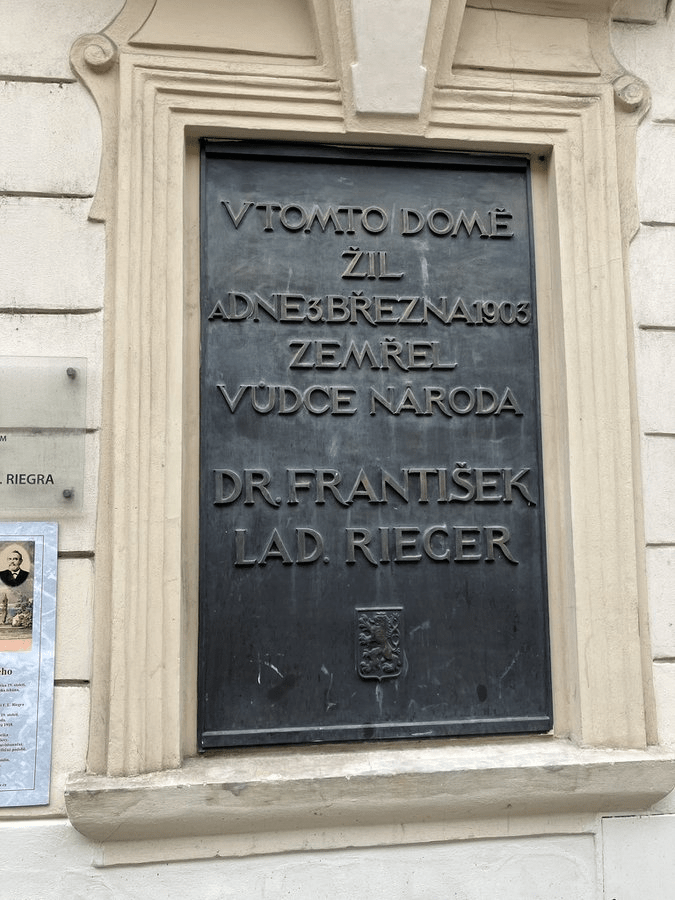 V TOMTO DOMĚ
ŽIL
A DNE 3. BŘEZNA 1903
ZEMŘEL
VŮDCE NÁRODA
DR. FRANTIŠEK
LAD. RIEGER
. RIEGRA